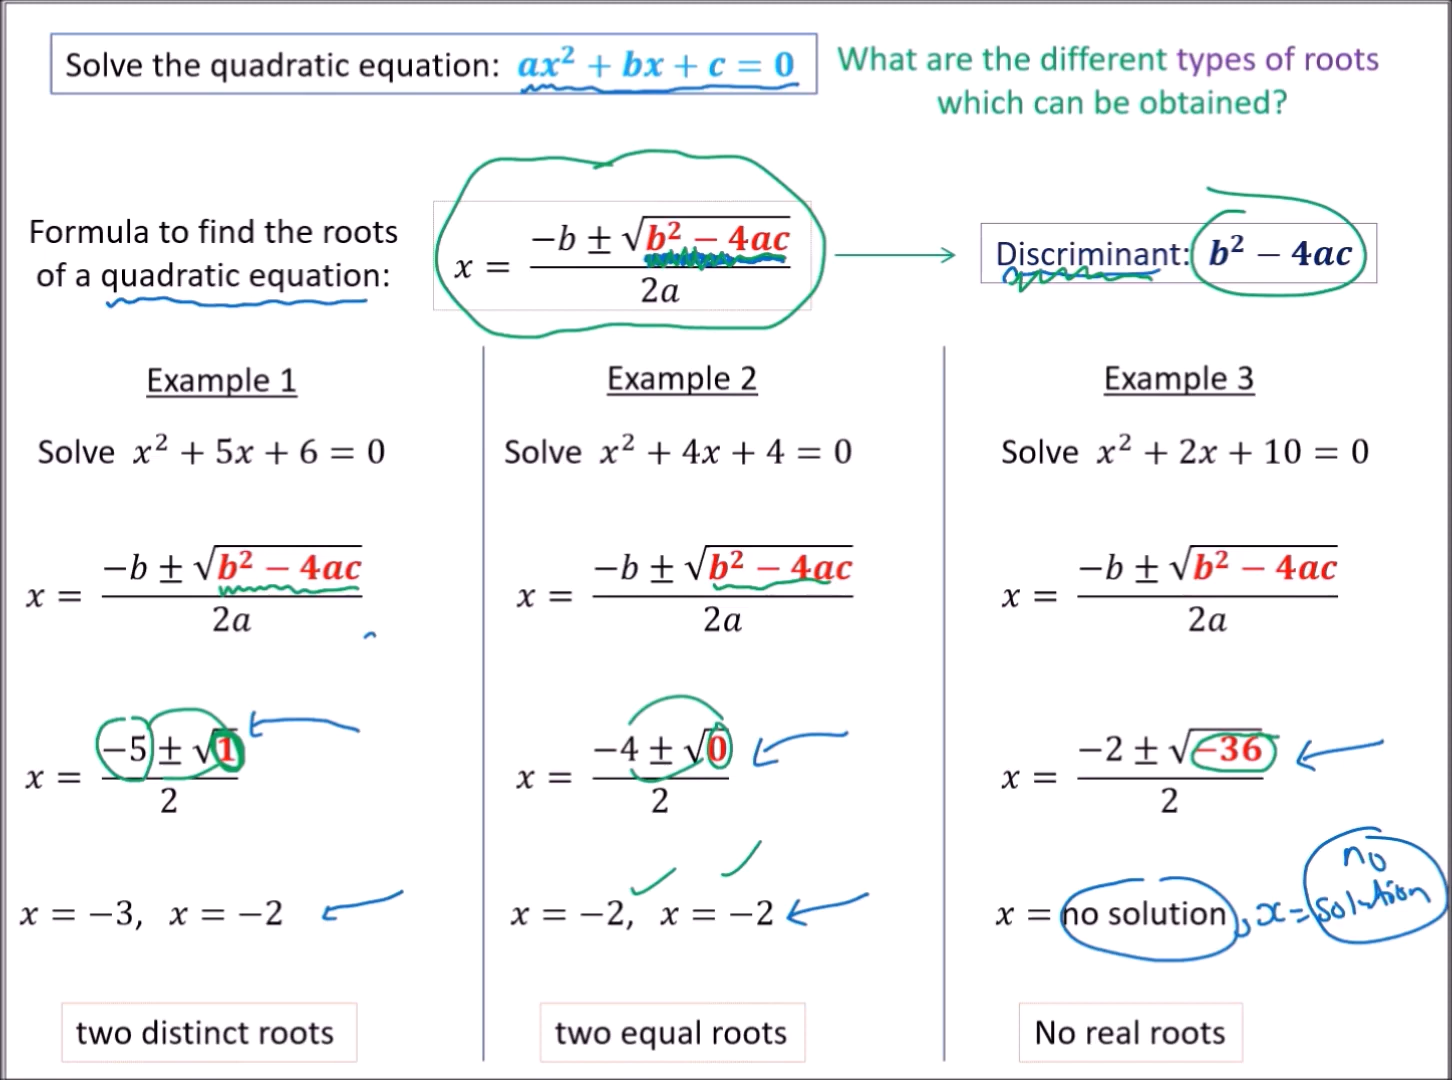 Solve the quadratic equation: ax² + bx + c = 0
What are the different types of roots
which can be obtained?
Formula to find the roots
of a quadratic equation:
x = (−b ± √(b² − 4ac)) / 2a
Discriminant: b² − 4ac
Example 1
Solve x² + 5x + 6 = 0
x = (−b ± √(b² − 4ac)) / 2a
x = (−5 ± √1) / 2
x = −3, x = −2
two distinct roots
Example 2
Solve x² + 4x + 4 = 0
x = (−b ± √(b² − 4ac)) / 2a
x = (−4 ± √0) / 2
x = −2, x = −2
two equal roots
Example 3
Solve x² + 2x + 10 = 0
x = (−b ± √(b² − 4ac)) / 2a
x = (−2 ± √−36) / 2
x = no solution, x = no solution
No real roots